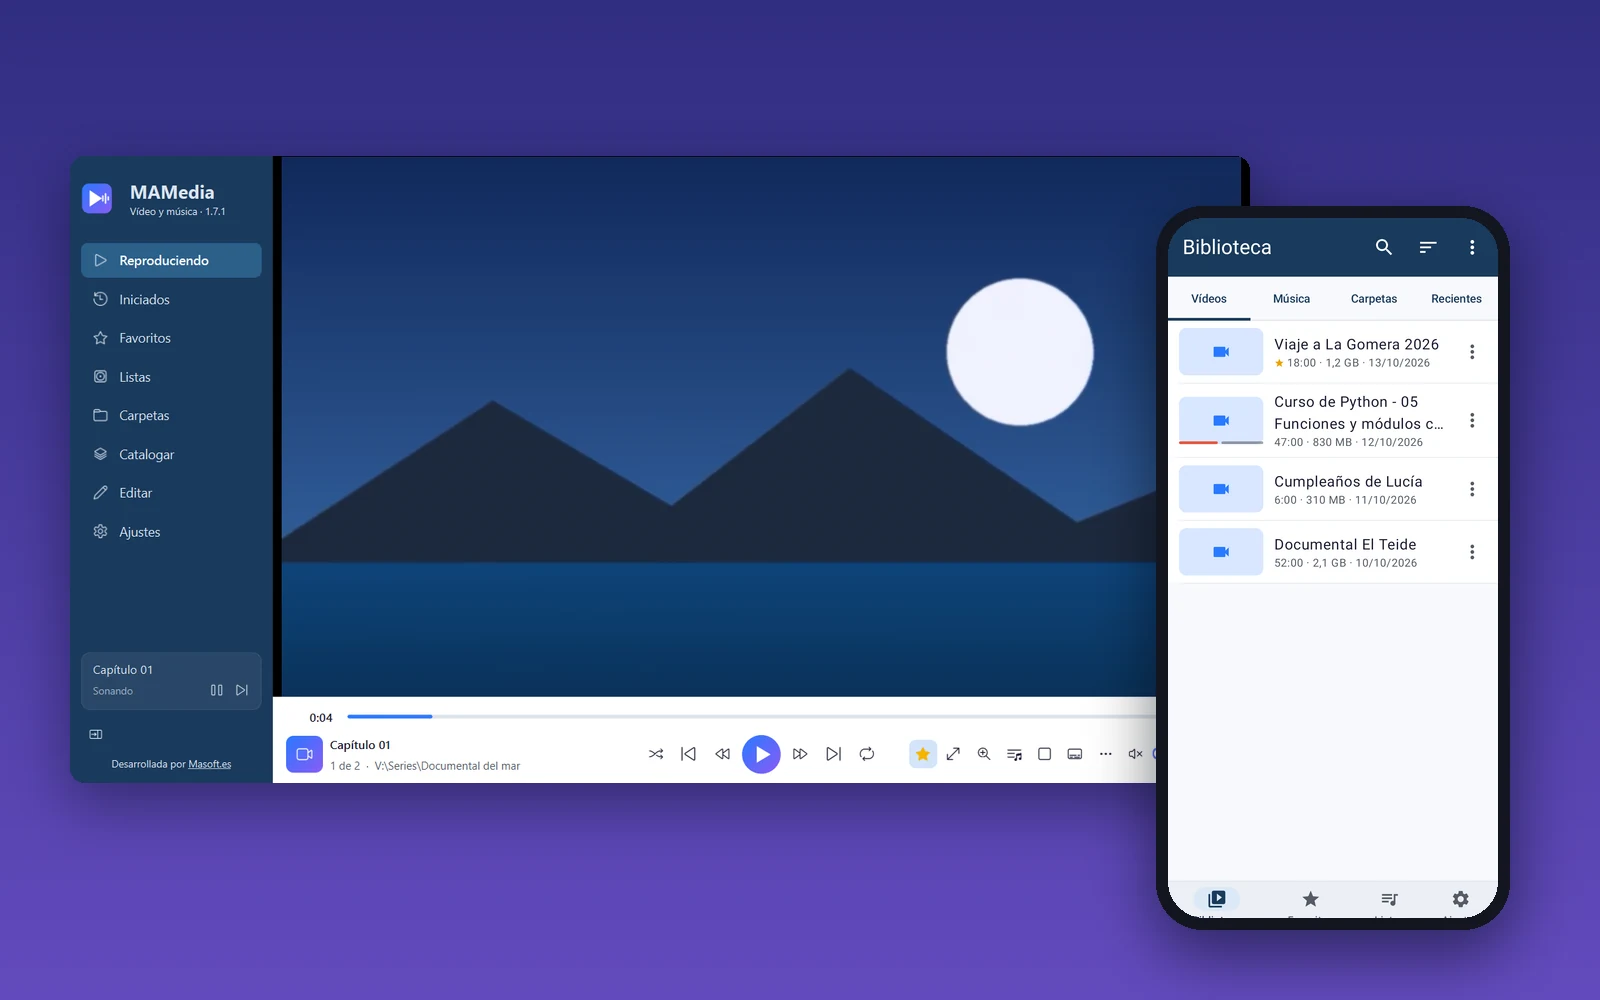 MAMedia
Vídeo y música · 1.7.1
Reproduciendo
Iniciados
Favoritos
Listas
Carpetas
Catalogar
Editar
Ajustes
Capítulo 01
Sonando
Desarrollada por Masoft.es
0:04
Capítulo 01
1 de 2 · V:\Series\Documental del mar
Biblioteca
Vídeos Música Carpetas Recientes
Viaje a La Gomera 2026
★ 18:00 · 1,2 GB · 13/10/2026
Curso de Python - 05
Funciones y módulos c...
47:00 · 830 MB · 12/10/2026
Cumpleaños de Lucía
6:00 · 310 MB · 11/10/2026
Documental El Teide
52:00 · 2,1 GB · 10/10/2026